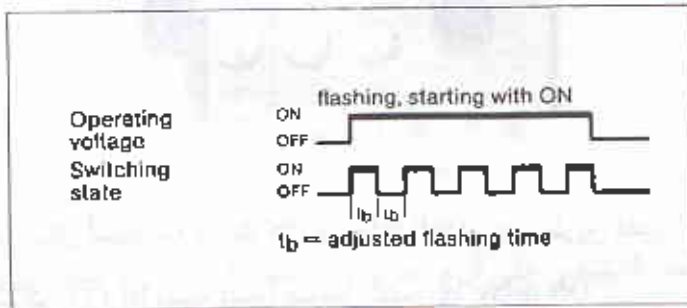 flashing, starting with ON
Operating voltage
ON
OFF
Switching state
ON
OFF
tb tb
tb = adjusted flashing time